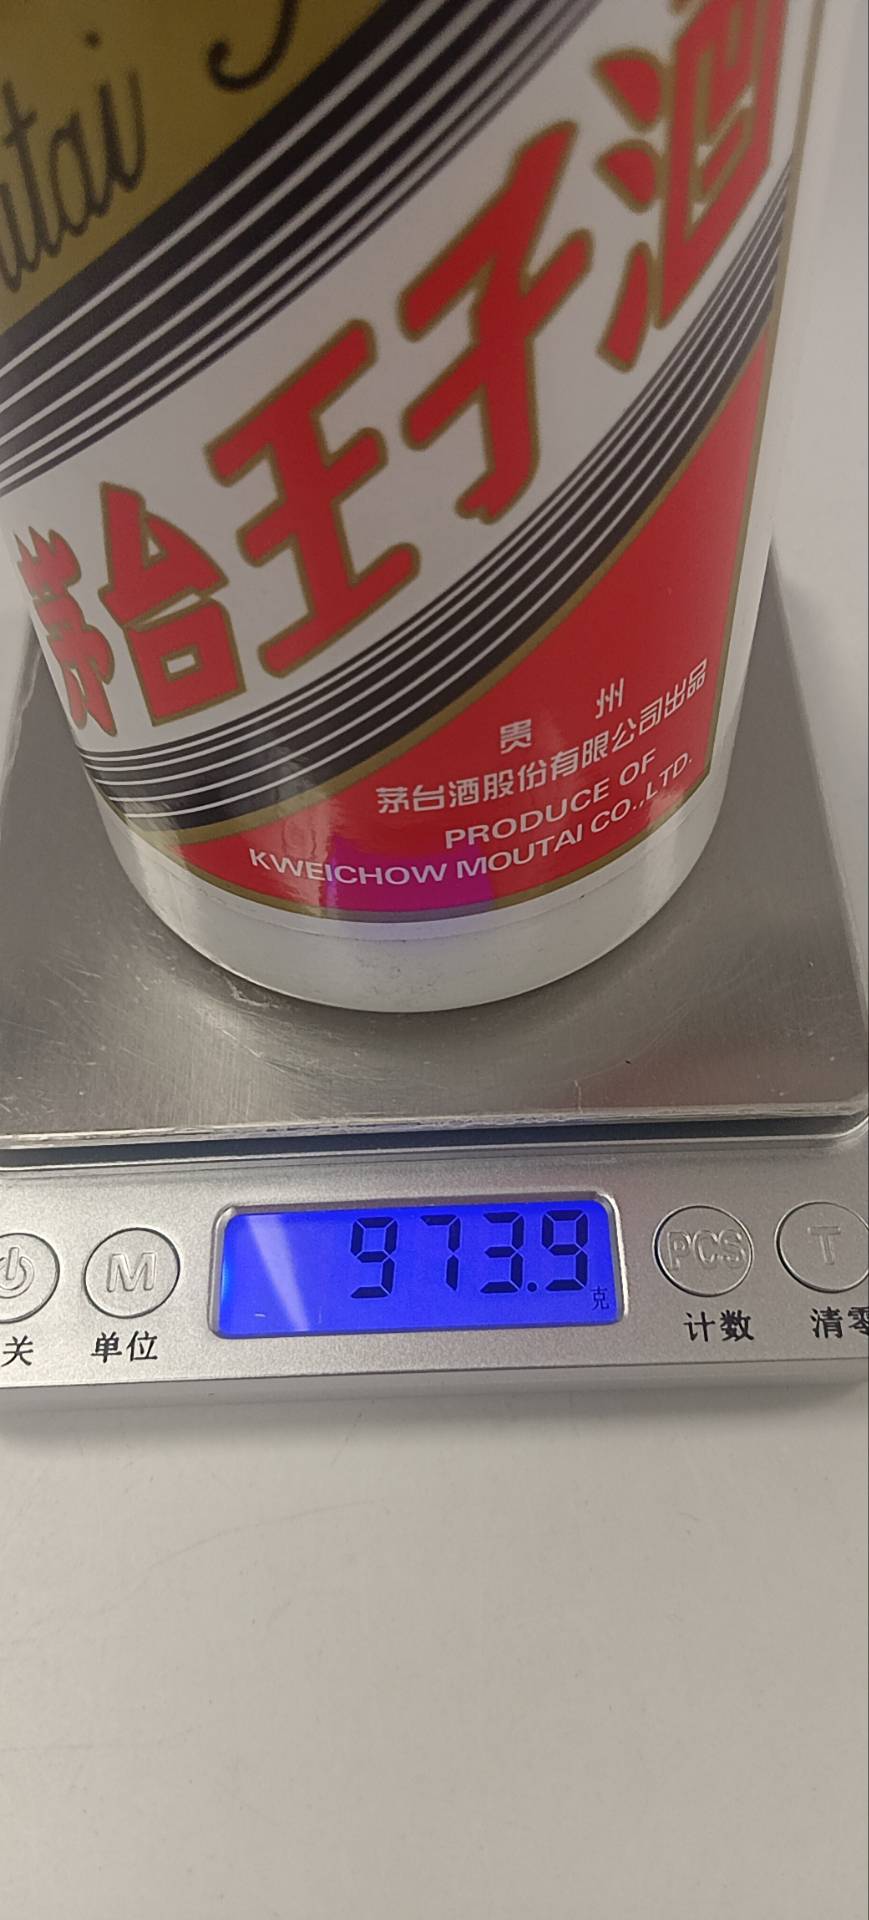 茅台王子酒
贵州
茅台酒股份有限公司出品
PRODUCE OF
KWEICHOW MOUTAI CO.,LTD.
973.9
克
M
PCS
T
关
单位
计数
清零